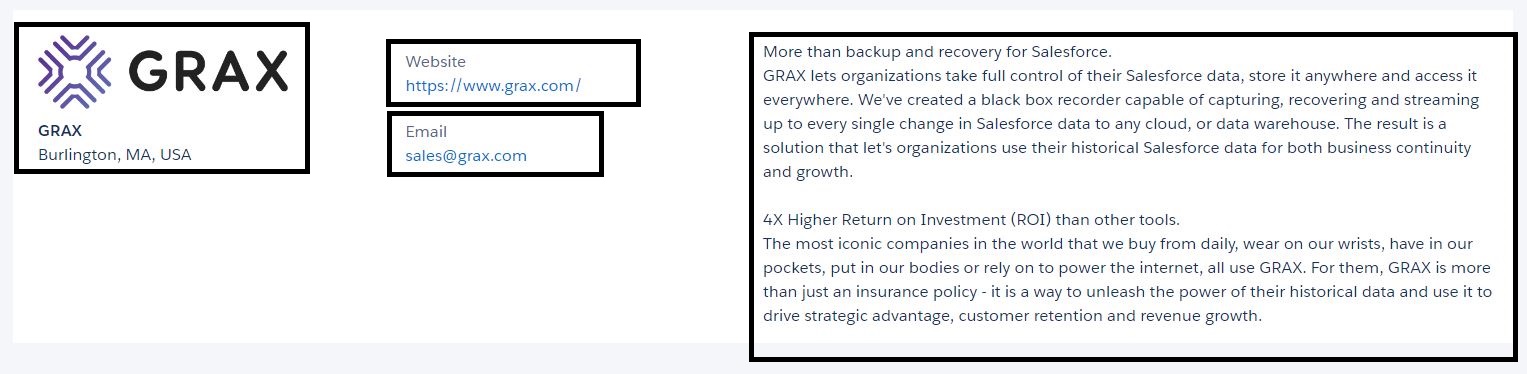 GRAX
GRAX
Burlington, MA, USA
Website
https://www.grax.com/
Email
sales@grax.com
More than backup and recovery for Salesforce.
GRAX lets organizations take full control of their Salesforce data, store it anywhere and access it
everywhere. We've created a black box recorder capable of capturing, recovering and streaming
up to every single change in Salesforce data to any cloud, or data warehouse. The result is a
solution that let's organizations use their historical Salesforce data for both business continuity
and growth.
4X Higher Return on Investment (ROI) than other tools.
The most iconic companies in the world that we buy from daily, wear on our wrists, have in our
pockets, put in our bodies or rely on to power the internet, all use GRAX. For them, GRAX is more
than just an insurance policy - it is a way to unleash the power of their historical data and use it to
drive strategic advantage, customer retention and revenue growth.